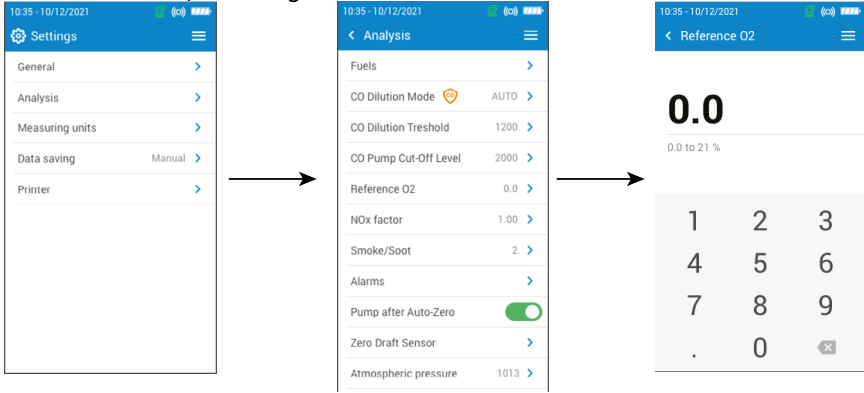 10:35 - 10/12/2021
Settings
General
Analysis
Measuring units
Data saving Manual
Printer
10:35 - 10/12/2021
Analysis
Fuels
CO Dilution Mode CO AUTO
CO Dilution Treshold 1200
CO Pump Cut-Off Level 2000
Reference O2 0.0
NOx factor 1.00
Smoke/Soot 2
Alarms
Pump after Auto-Zero
Zero Draft Sensor
Atmospheric pressure 1013
10:35 - 10/12/2021
Reference O2
0.0
0.0 to 21 %
1 2 3
4 5 6
7 8 9
. 0